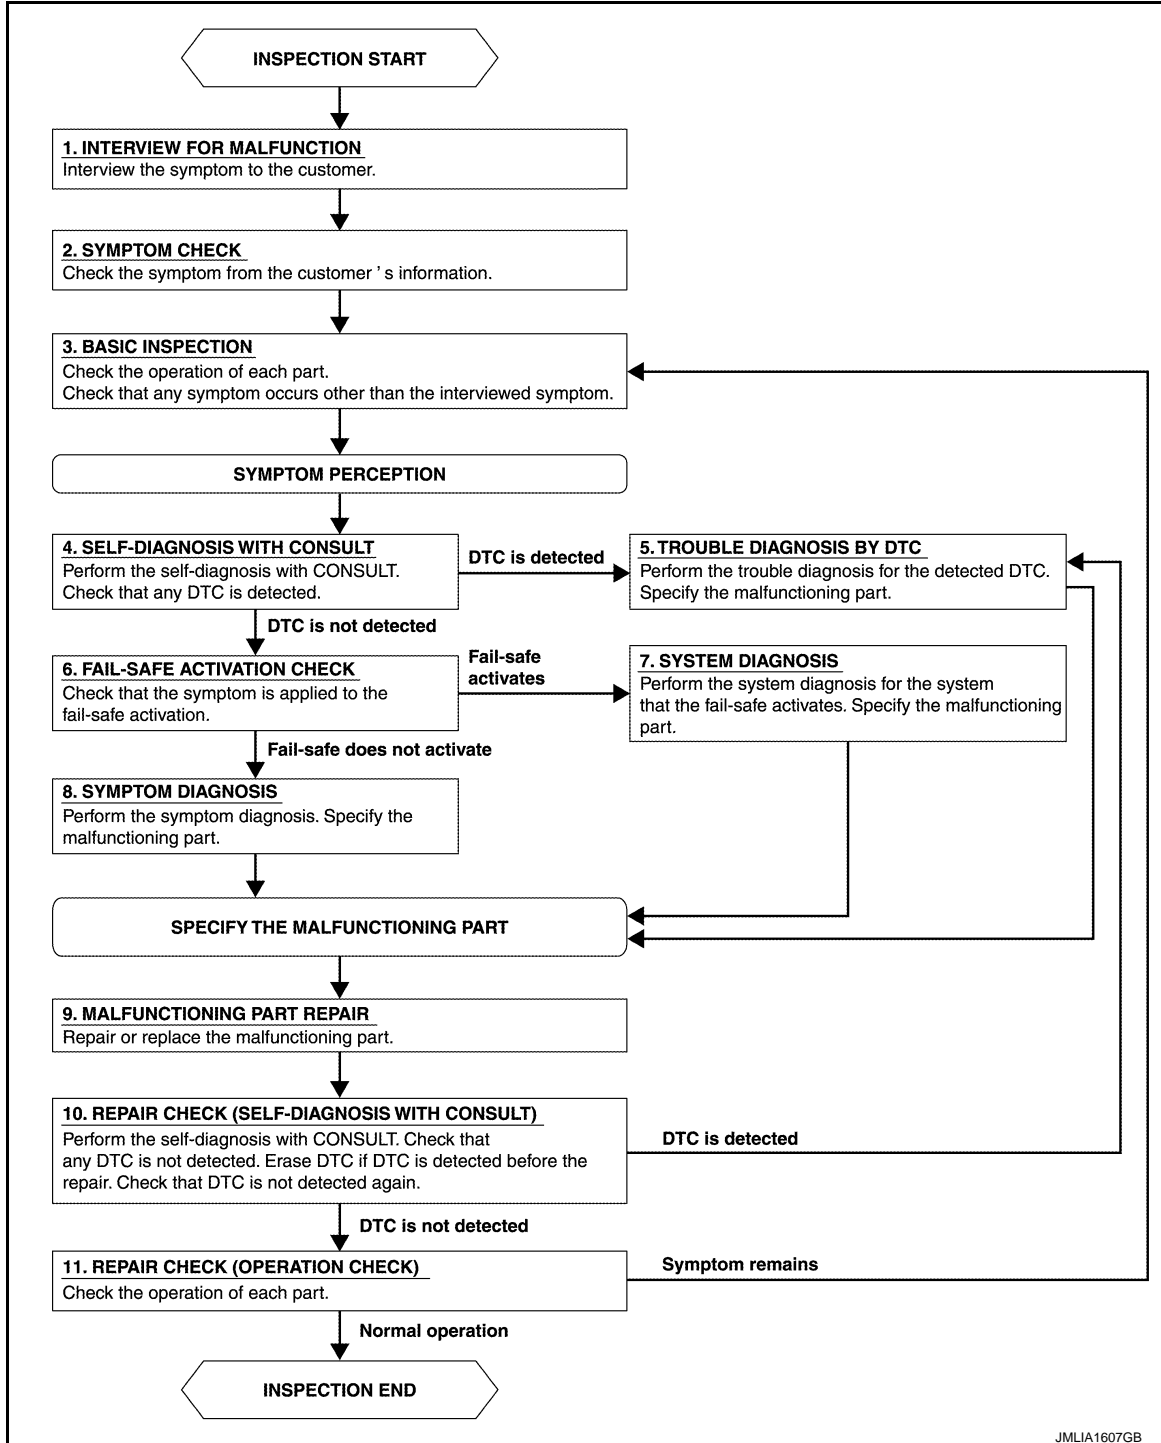 INSPECTION START
1. INTERVIEW FOR MALFUNCTION
Interview the symptom to the customer.
2. SYMPTOM CHECK
Check the symptom from the customer ' s information.
3. BASIC INSPECTION
Check the operation of each part.
Check that any symptom occurs other than the interviewed symptom.
SYMPTOM PERCEPTION
4. SELF-DIAGNOSIS WITH CONSULT
Perform the self-diagnosis with CONSULT.
Check that any DTC is detected.
DTC is detected
5. TROUBLE DIAGNOSIS BY DTC
Perform the trouble diagnosis for the detected DTC.
Specify the malfunctioning part.
DTC is not detected
6. FAIL-SAFE ACTIVATION CHECK
Check that the symptom is applied to the
fail-safe activation.
Fail-safe
activates
7. SYSTEM DIAGNOSIS
Perform the system diagnosis for the system
that the fail-safe activates. Specify the malfunctioning
part.
Fail-safe does not activate
8. SYMPTOM DIAGNOSIS
Perform the symptom diagnosis. Specify the
malfunctioning part.
SPECIFY THE MALFUNCTIONING PART
9. MALFUNCTIONING PART REPAIR
Repair or replace the malfunctioning part.
10. REPAIR CHECK (SELF-DIAGNOSIS WITH CONSULT)
Perform the self-diagnosis with CONSULT. Check that
any DTC is not detected. Erase DTC if DTC is detected before the
repair. Check that DTC is not detected again.
DTC is detected
DTC is not detected
11. REPAIR CHECK (OPERATION CHECK)
Check the operation of each part.
Symptom remains
Normal operation
INSPECTION END
JMLIA1607GB